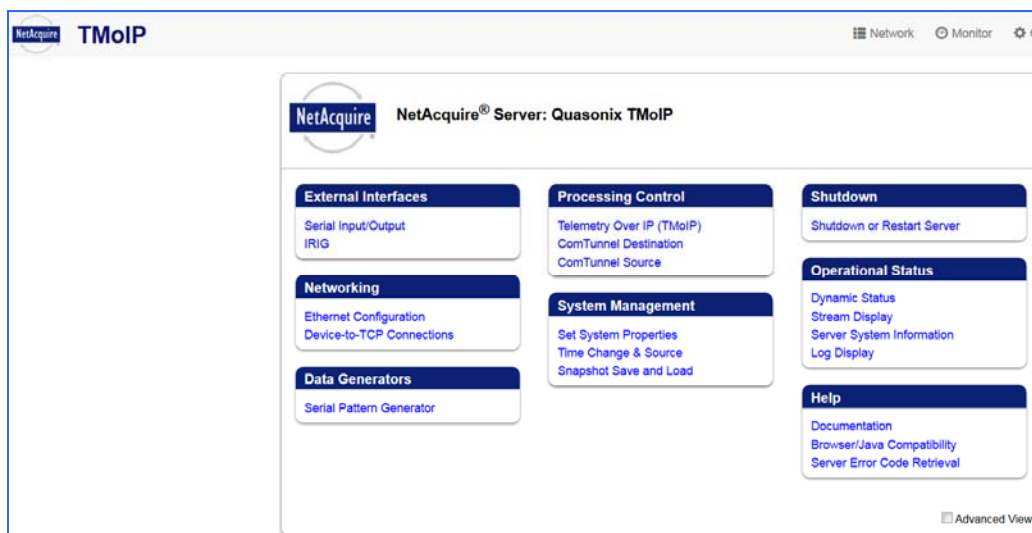 NetAcquire TMoIP Network Monitor
NetAcquire NetAcquire® Server: Quasonix TMoIP
External Interfaces
Serial Input/Output
IRIG
Networking
Ethernet Configuration
Device-to-TCP Connections
Data Generators
Serial Pattern Generator
Processing Control
Telemetry Over IP (TMoIP)
ComTunnel Destination
ComTunnel Source
System Management
Set System Properties
Time Change & Source
Snapshot Save and Load
Shutdown
Shutdown or Restart Server
Operational Status
Dynamic Status
Stream Display
Server System Information
Log Display
Help
Documentation
Browser/Java Compatibility
Server Error Code Retrieval
Advanced View